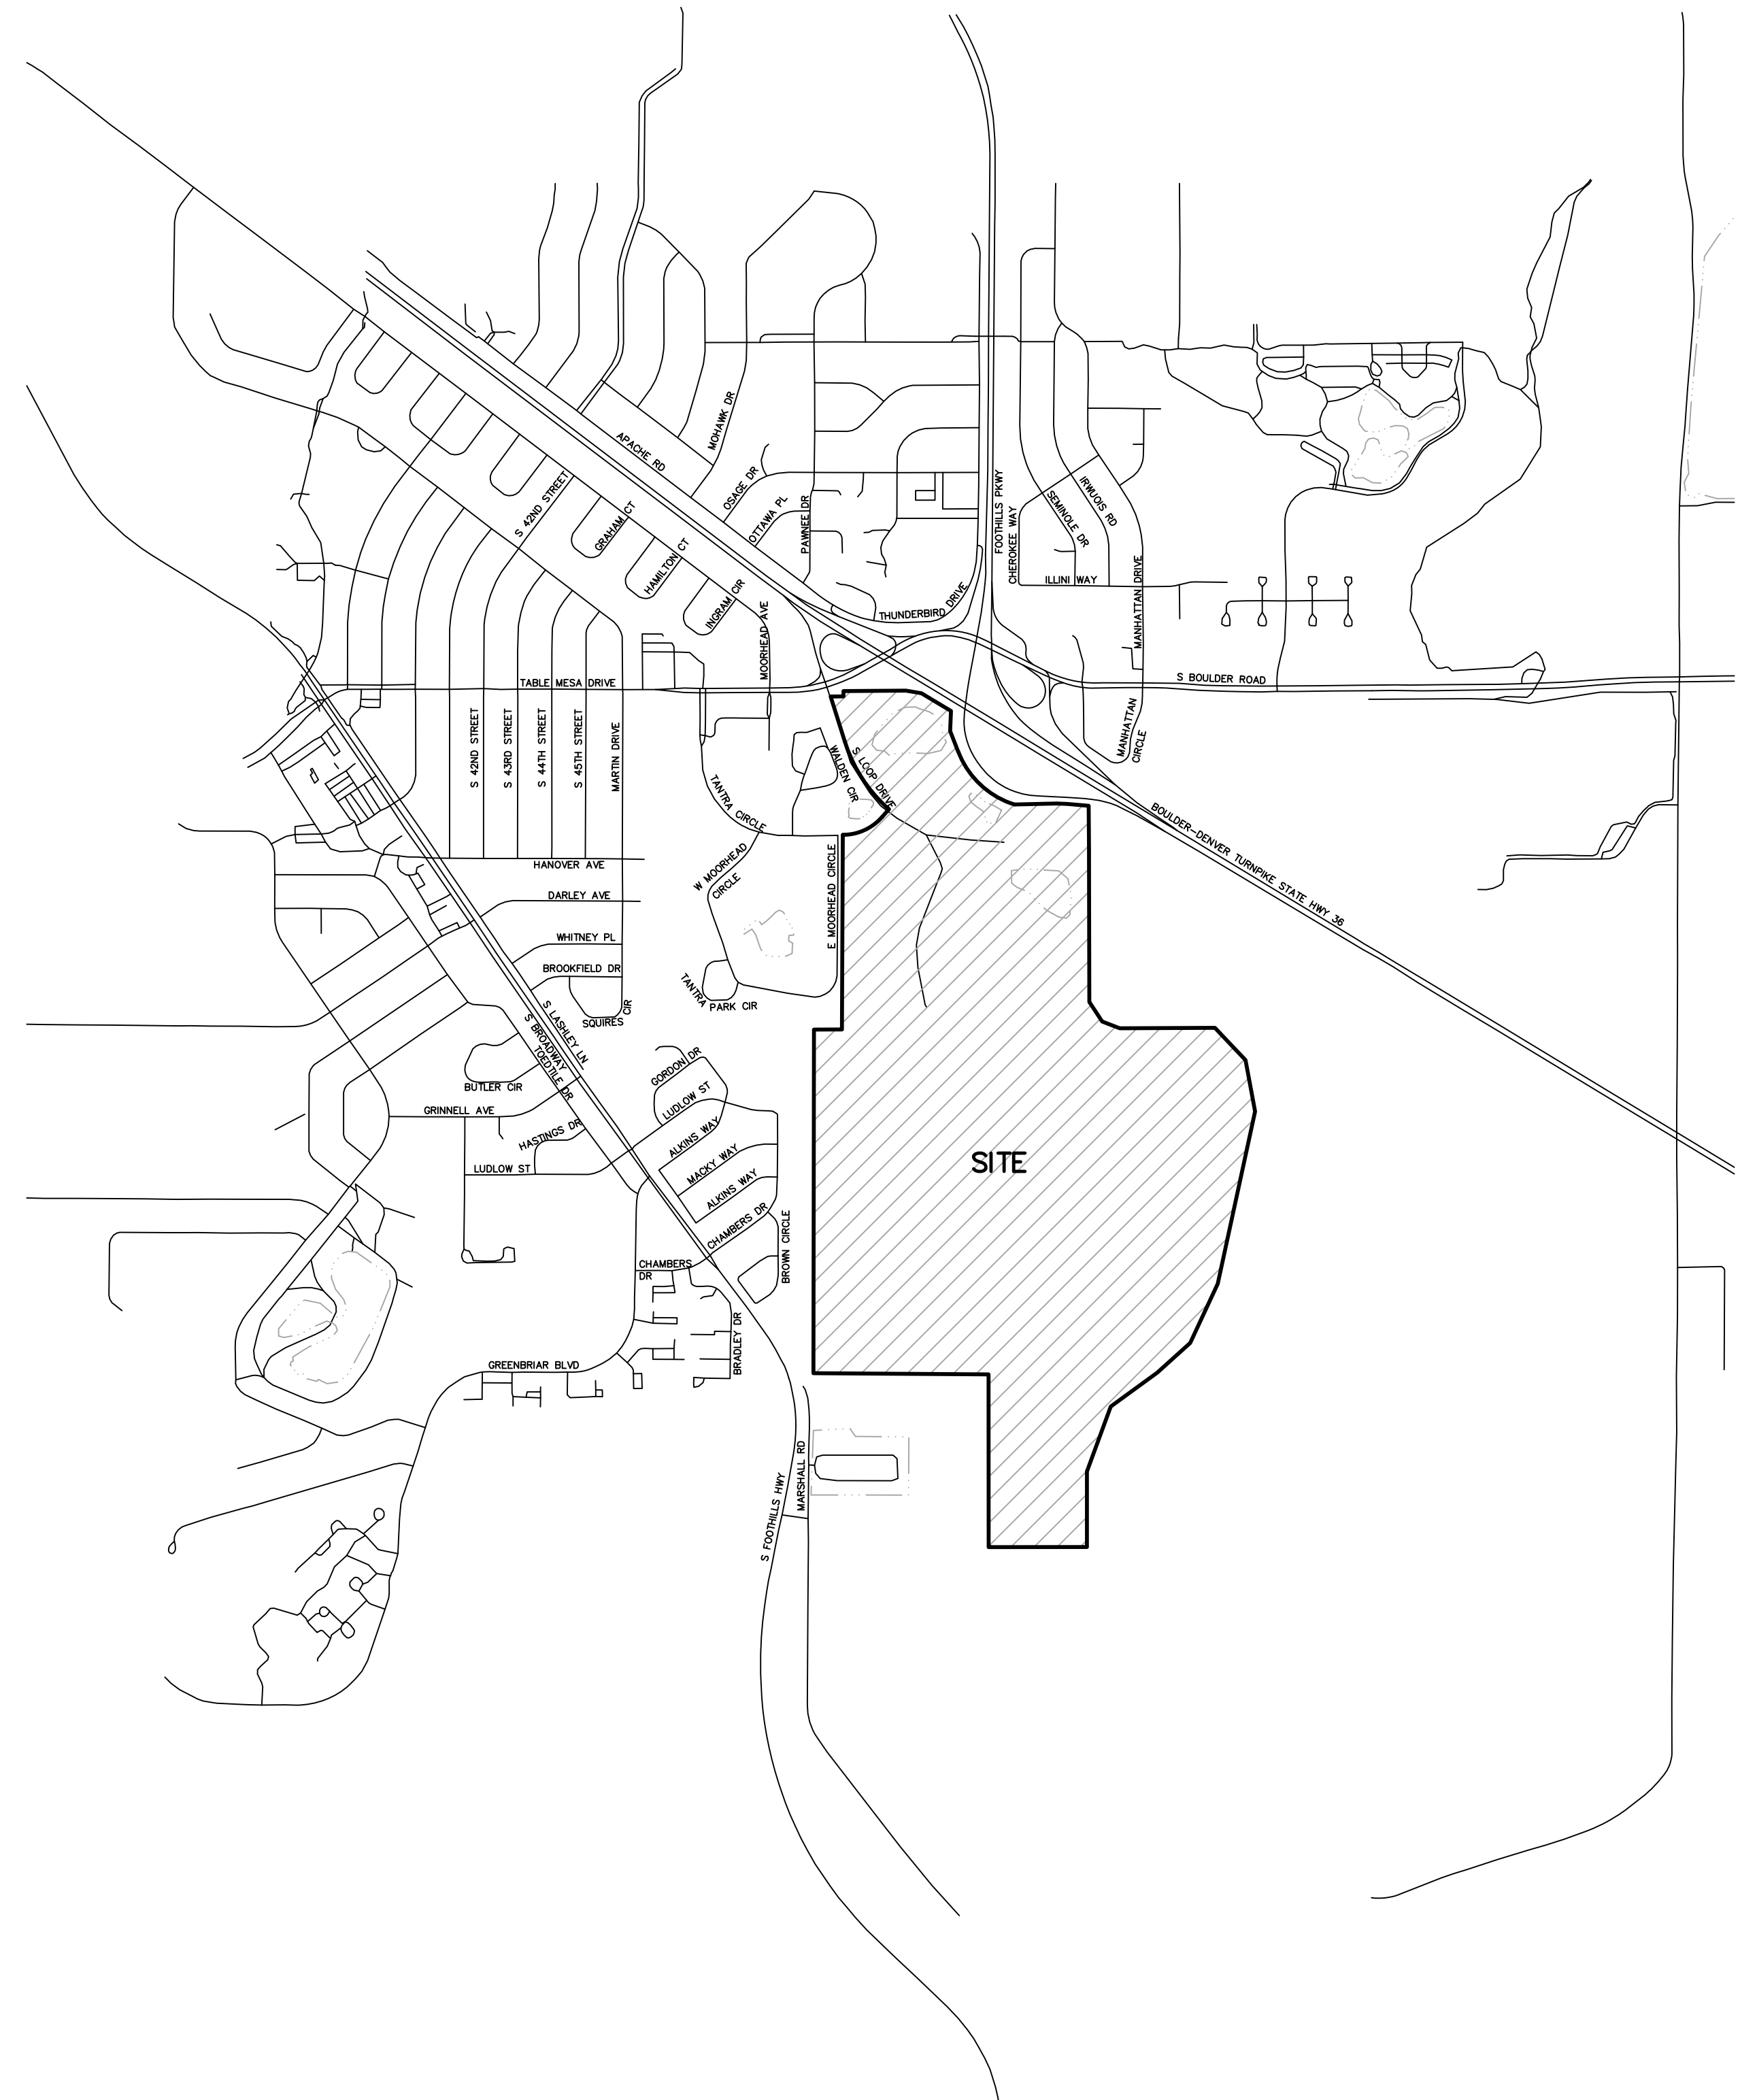 MOHAWK DR
APACHE RD
OSAGE DR
OTTAWA PL
PAWNEE DR
S 42ND STREET
GRAHAM CT
HAMILTON CT
INGRAM CIR
MOORHEAD AVE
FOOTHILLS PKWY
CHEROKEE WAY
SEMINOLE DR
IRWUOIS RD
ILLINI WAY
MANHATTAN DRIVE
THUNDERBIRD DRIVE
TABLE MESA DRIVE
S BOULDER ROAD
S 42ND STREET
S 43RD STREET
S 44TH STREET
S 45TH STREET
MARTIN DRIVE
MANHATTAN
CIRCLE
WALDEN CIR
S LOOP DRIVE
TANTRA CIRCLE
BOULDER-DENVER TURNPIKE STATE HWY 36
HANOVER AVE
W MOORHEAD
CIRCLE
E MOORHEAD CIRCLE
DARLEY AVE
WHITNEY PL
BROOKFIELD DR
TANTRA
PARK CIR
SQUIRES
CIR
S LASHLEY LN
S BROADWAY
TOEDTLE DR
GORDON DR
BUTLER CIR
LUDLOW ST
GRINNELL AVE
HASTINGS DR
ALKINS WAY
MACKY WAY
LUDLOW ST
ALKINS WAY
SITE
CHAMBERS DR
BROWN CIRCLE
CHAMBERS
DR
BRADLEY DR
GREENBRIAR BLVD
S FOOTHILLS HWY
MARSHALL RD